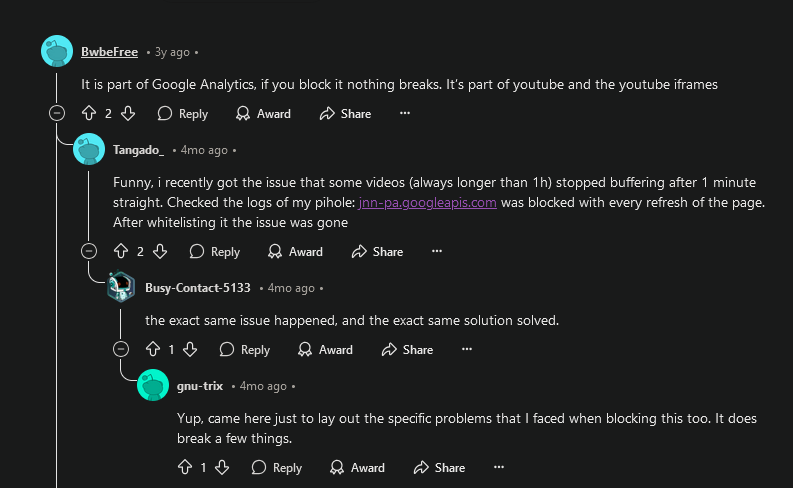 BwbeFree • 3y ago •
It is part of Google Analytics, if you block it nothing breaks. It's part of youtube and the youtube iframes
2 Reply Award Share ...
Tangado_ • 4mo ago •
Funny, i recently got the issue that some videos (always longer than 1h) stopped buffering after 1 minute
straight. Checked the logs of my pihole: jnn-pa.googleapis.com was blocked with every refresh of the page.
After whitelisting it the issue was gone
2 Reply Award Share ...
Busy-Contact-5133 • 4mo ago •
the exact same issue happened, and the exact same solution solved.
1 Reply Award Share ...
gnu-trix • 4mo ago •
Yup, came here just to lay out the specific problems that I faced when blocking this too. It does
break a few things.
1 Reply Award Share ...